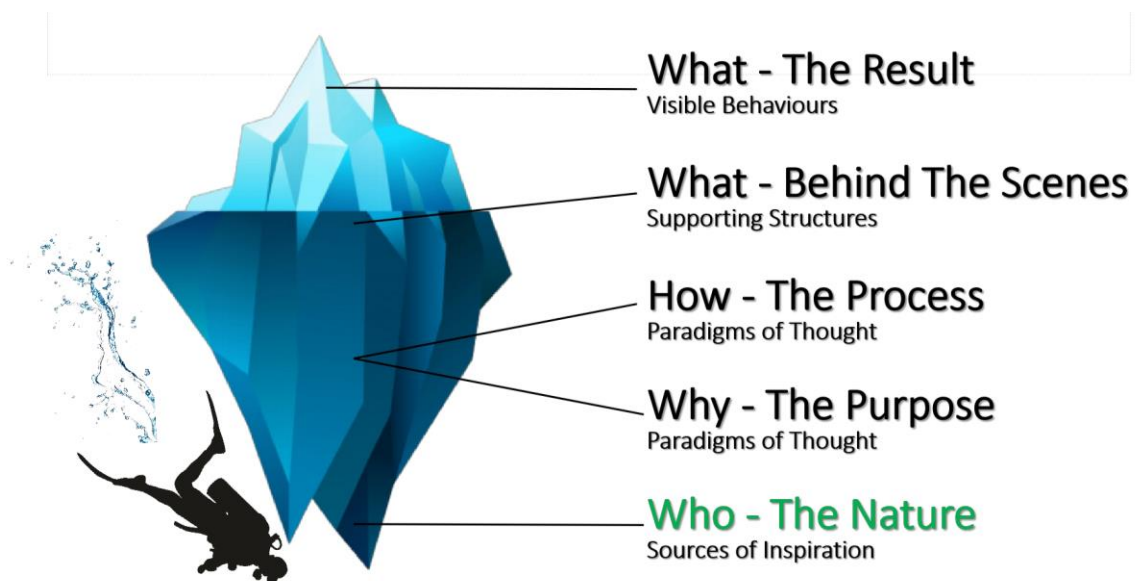 What - The Result
Visible Behaviours
What - Behind The Scenes
Supporting Structures
How - The Process
Paradigms of Thought
Why - The Purpose
Paradigms of Thought
Who - The Nature
Sources of Inspiration